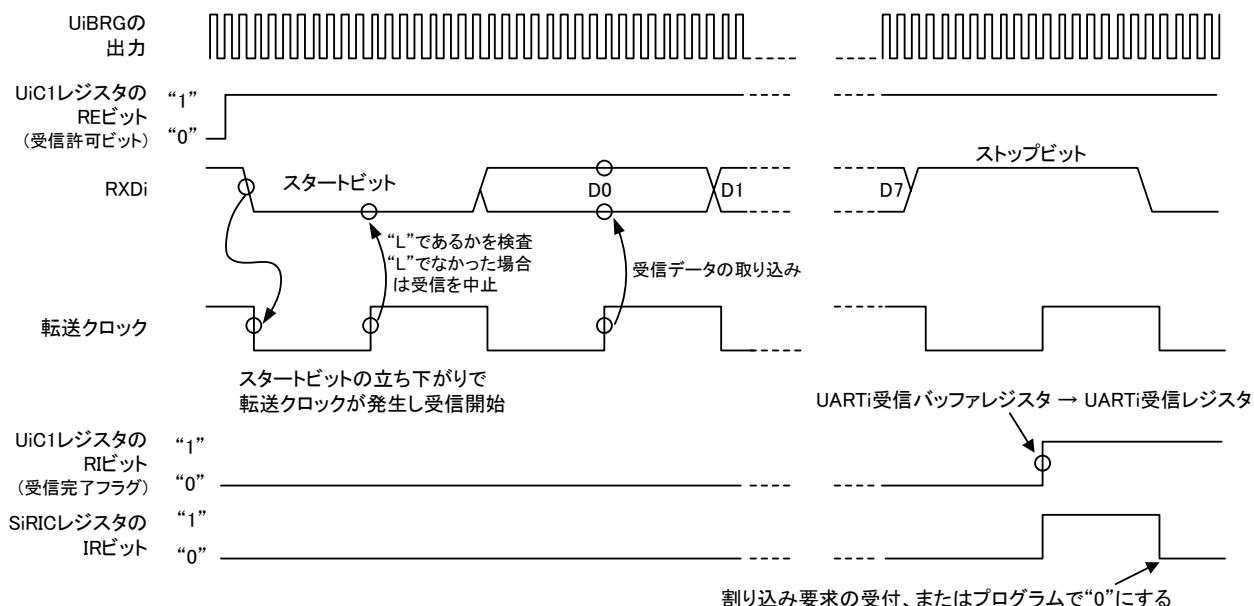 UiBRGの
出力
UiC1レジスタの
REビット
(受信許可ビット)
“1”
“0”
RXDi
スタートビット
D0
D1
D7
ストップビット
“L”であるかを検査
“L”でなかった場合
は受信を中止
受信データの取り込み
転送クロック
スタートビットの立ち下がりで
転送クロックが発生し受信開始
UARTi受信バッファレジスタ → UARTi受信レジスタ
UiC1レジスタの
RIビット
(受信完了フラグ)
“1”
“0”
SiRICレジスタの
IRビット
“1”
“0”
割り込み要求の受付、またはプログラムで“0”にする